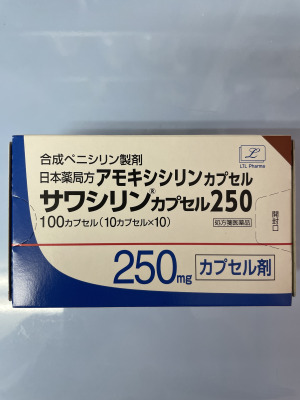 LTL Pharma
合成ペニシリン製剤
日本薬局方 アモキシシリンカプセル
サワシリン®カプセル250
100カプセル(10カプセル×10)
処方箋医薬品
開封口
250mg
カプセル剤